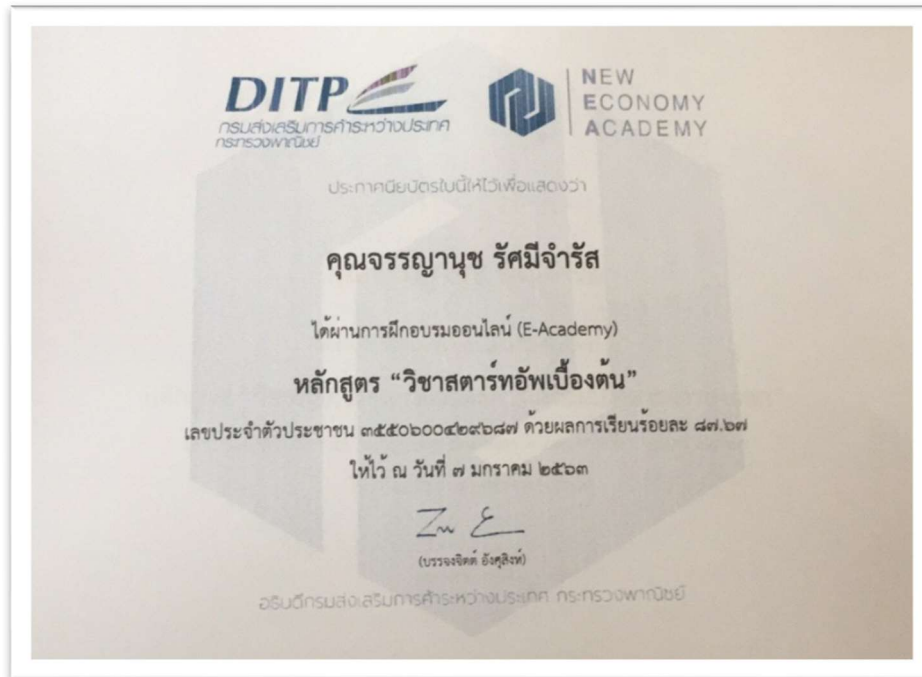 DITP
กรมส่งเสริมการค้าระหว่างประเทศ
กระทรวงพาณิชย์
NEW
ECONOMY
ACADEMY
ประกาศนียบัตรใบนี้ให้ไว้เพื่อแสดงว่า
คุณจรรญานุช รัศมีจำรัส
ได้ผ่านการฝึกอบรมออนไลน์ (E-Academy)
หลักสูตร “วิชาสตาร์ทอัพเบื้องต้น”
เลขประจำตัวประชาชน ๓๕๕๐๖๐๐๔๒๙๖๘๗ ด้วยผลการเรียนร้อยละ ๘๗.๖๗
ให้ไว้ ณ วันที่ ๗ มกราคม ๒๕๖๓
(บรรจงจิตต์ อังศุสิงห์)
อธิบดีกรมส่งเสริมการค้าระหว่างประเทศ กระทรวงพาณิชย์